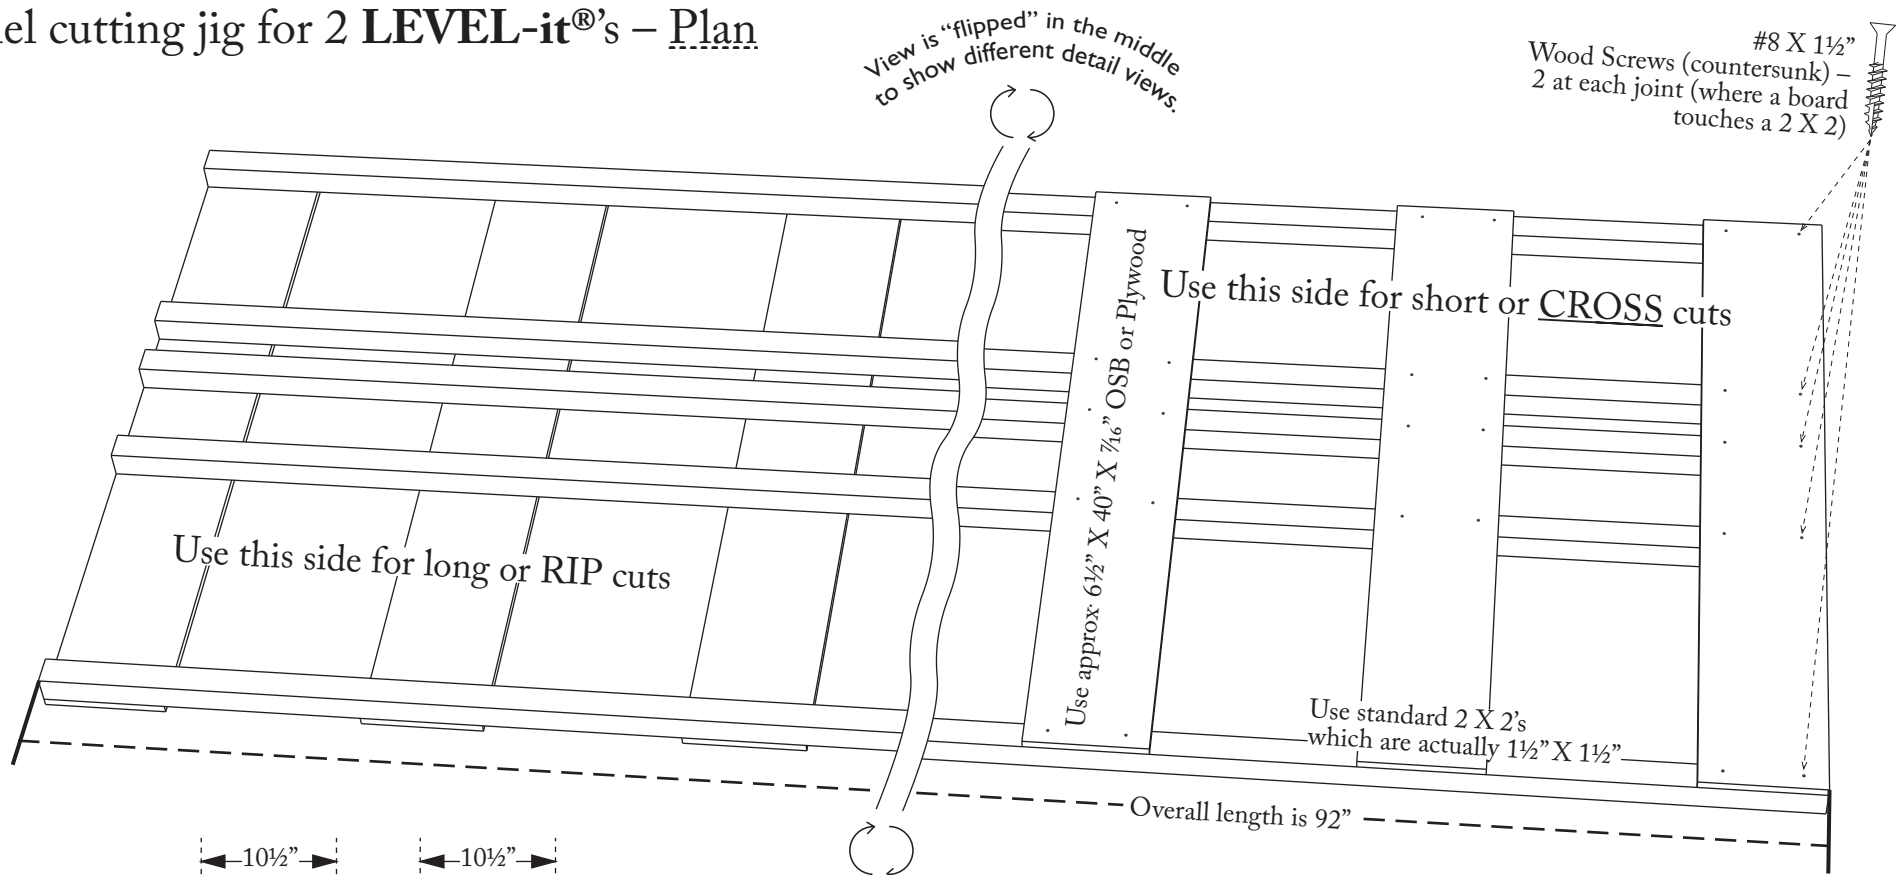 el cutting jig for 2 LEVEL-it®’s – Plan
View is “flipped” in the middle
to show different detail views.
#8 X 1½”
Wood Screws (countersunk) –
2 at each joint (where a board
touches a 2 X 2)
Use this side for short or CROSS cuts
Use approx. 6½” X 40” X 7⁄16” OSB or Plywood
Use this side for long or RIP cuts
Use standard 2 X 2’s
which are actually 1½” X 1½”
Overall length is 92”
10½”
10½”